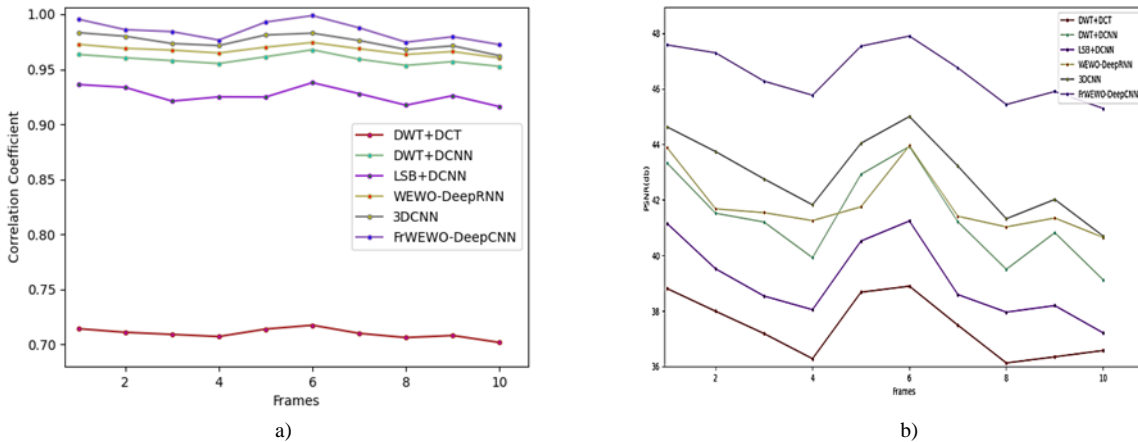 1.00
0.95
0.90
0.85
0.80
0.75
0.70
Correlation Coefficient
2
4
6
8
10
Frames
DWT+DCT
DWT+DCNN
LSB+DCNN
WEWO-DeepRNN
3DCNN
FrWEWO-DeepCNN
a)
48
46
44
42
40
38
36
PSNR(db)
2
4
6
8
10
Frames
DWT+DCT
DWT+DCNN
LSB+DCNN
WEWO-DeepRNN
3DCNN
FrWEWO-DeepCNN
b)